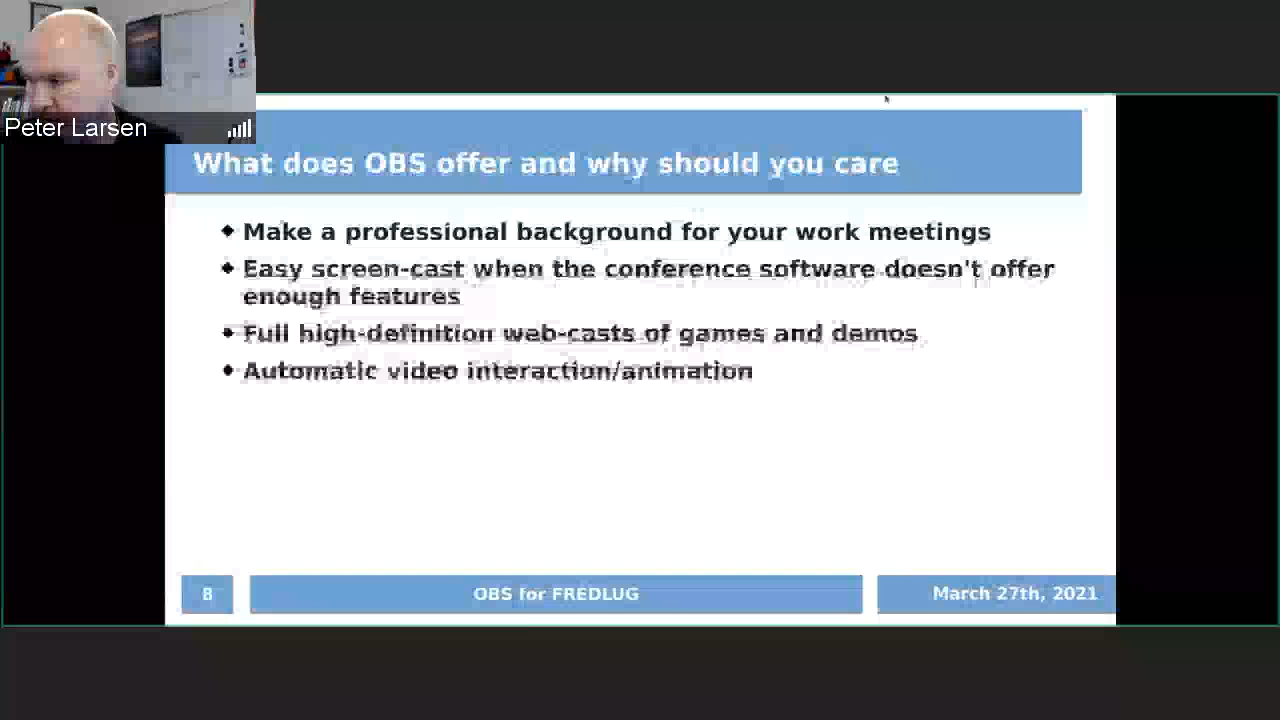 Peter Larsen
What does OBS offer and why should you care
Make a professional background for your work meetings
Easy screen-cast when the conference software doesn't offer
enough features
Full high-definition web-casts of games and demos
Automatic video interaction/animation
8
OBS for FREDLUG
March 27th, 2021